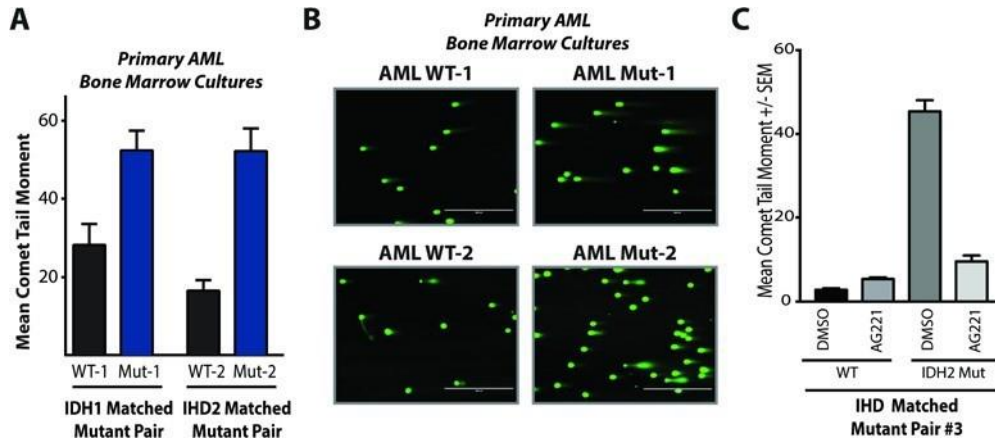 A
Primary AML
Bone Marrow Cultures
Mean Comet Tail Moment
60
40
20
WT-1 Mut-1 WT-2 Mut-2
IDH1 Matched
Mutant Pair
IHD2 Matched
Mutant Pair
B
Primary AML
Bone Marrow Cultures
AML WT-1
AML Mut-1
AML WT-2
AML Mut-2
C
Mean Comet Tail Moment +/- SEM
60
40
20
0
DMSO
AG221
DMSO
AG221
WT
IDH2 Mut
IHD Matched
Mutant Pair #3